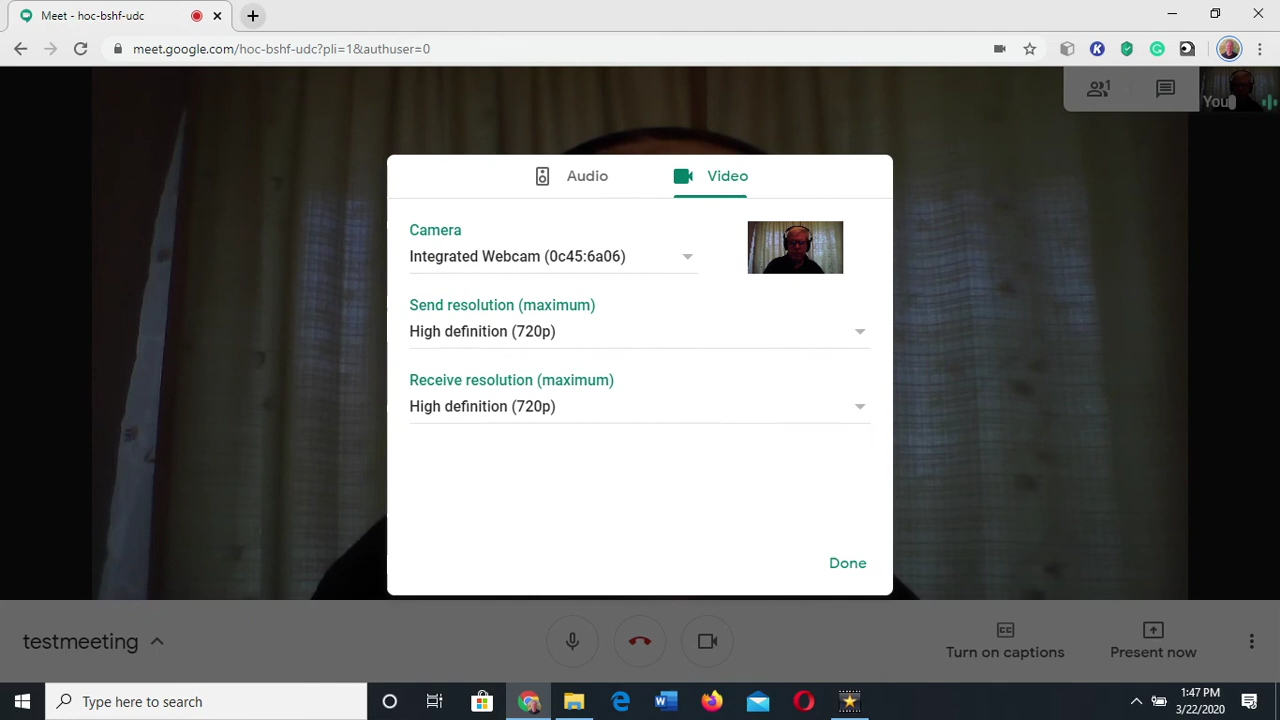 Meet - hoc-bshf-udc
meet.google.com/hoc-bshf-udc?pli=1&authuser=0
1
You
Audio
Video
Camera
Integrated Webcam (0c45:6a06)
Send resolution (maximum)
High definition (720p)
Receive resolution (maximum)
High definition (720p)
Done
testmeeting
CC
Turn on captions
Present now
Type here to search
1:47 PM
3/22/2020